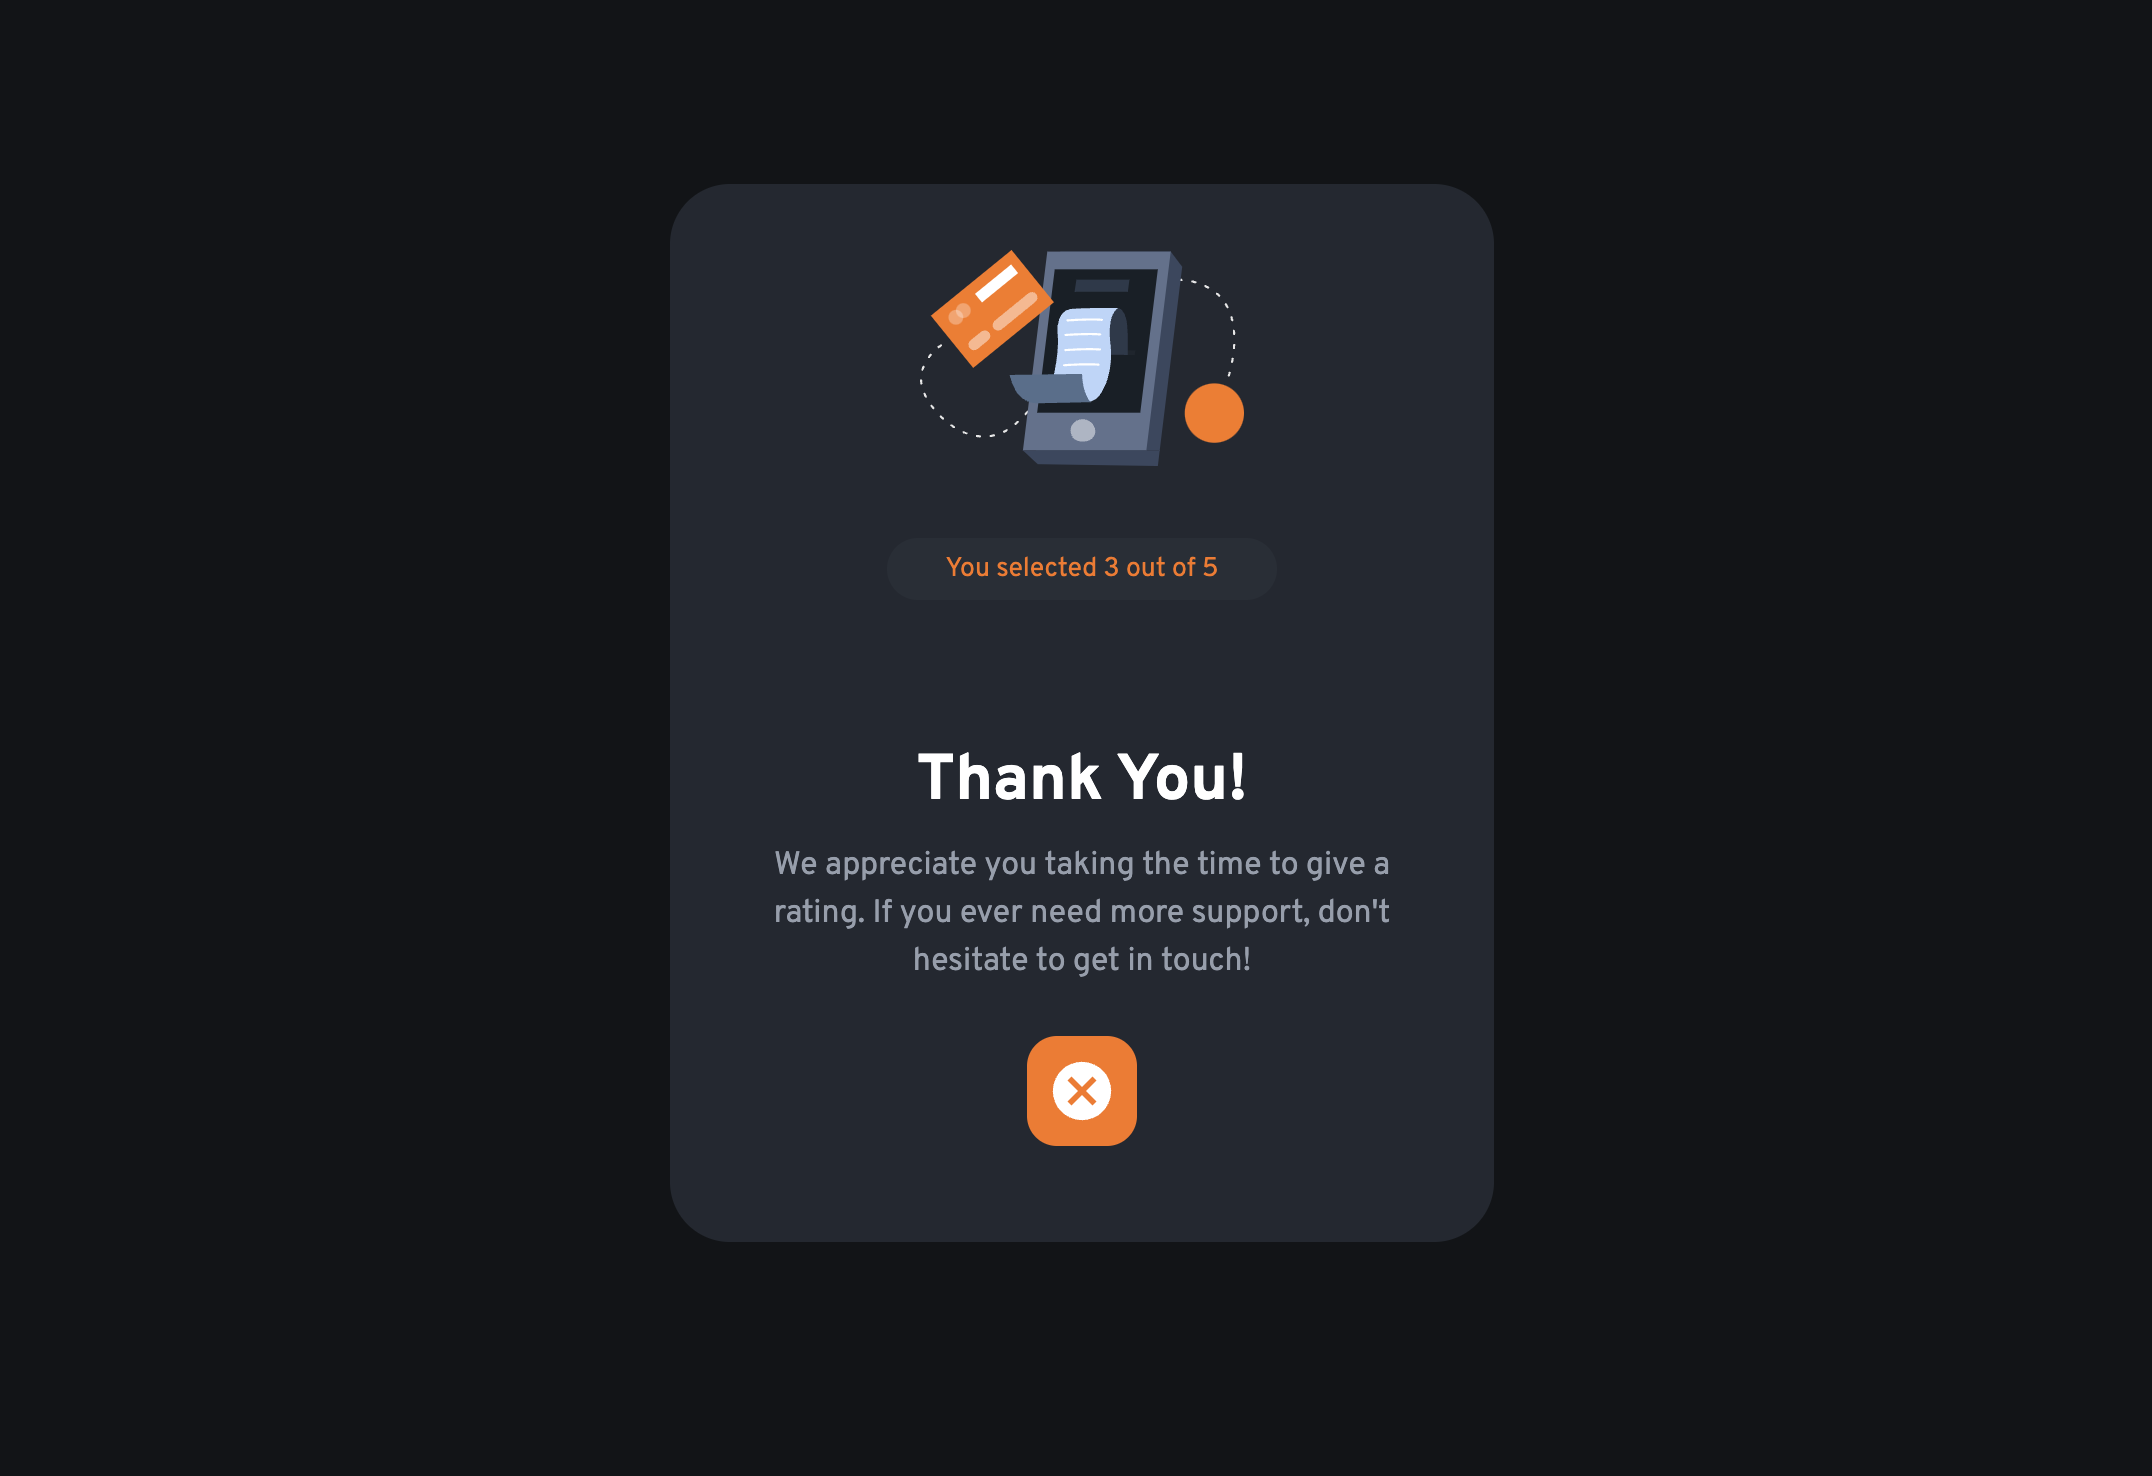 You selected 3 out of 5
Thank You!
We appreciate you taking the time to give a
rating. If you ever need more support, don't
hesitate to get in touch!